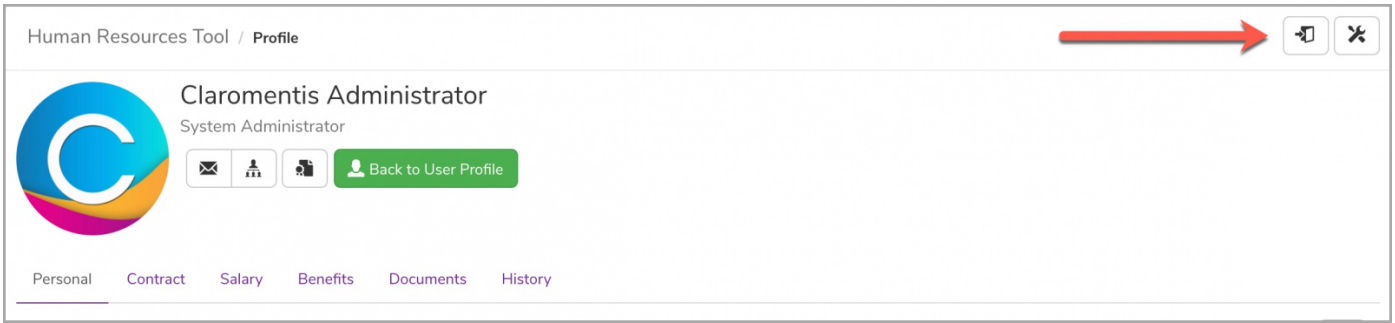 Human Resources Tool / Profile
Claromentis Administrator
System Administrator
Back to User Profile
Personal Contract Salary Benefits Documents History